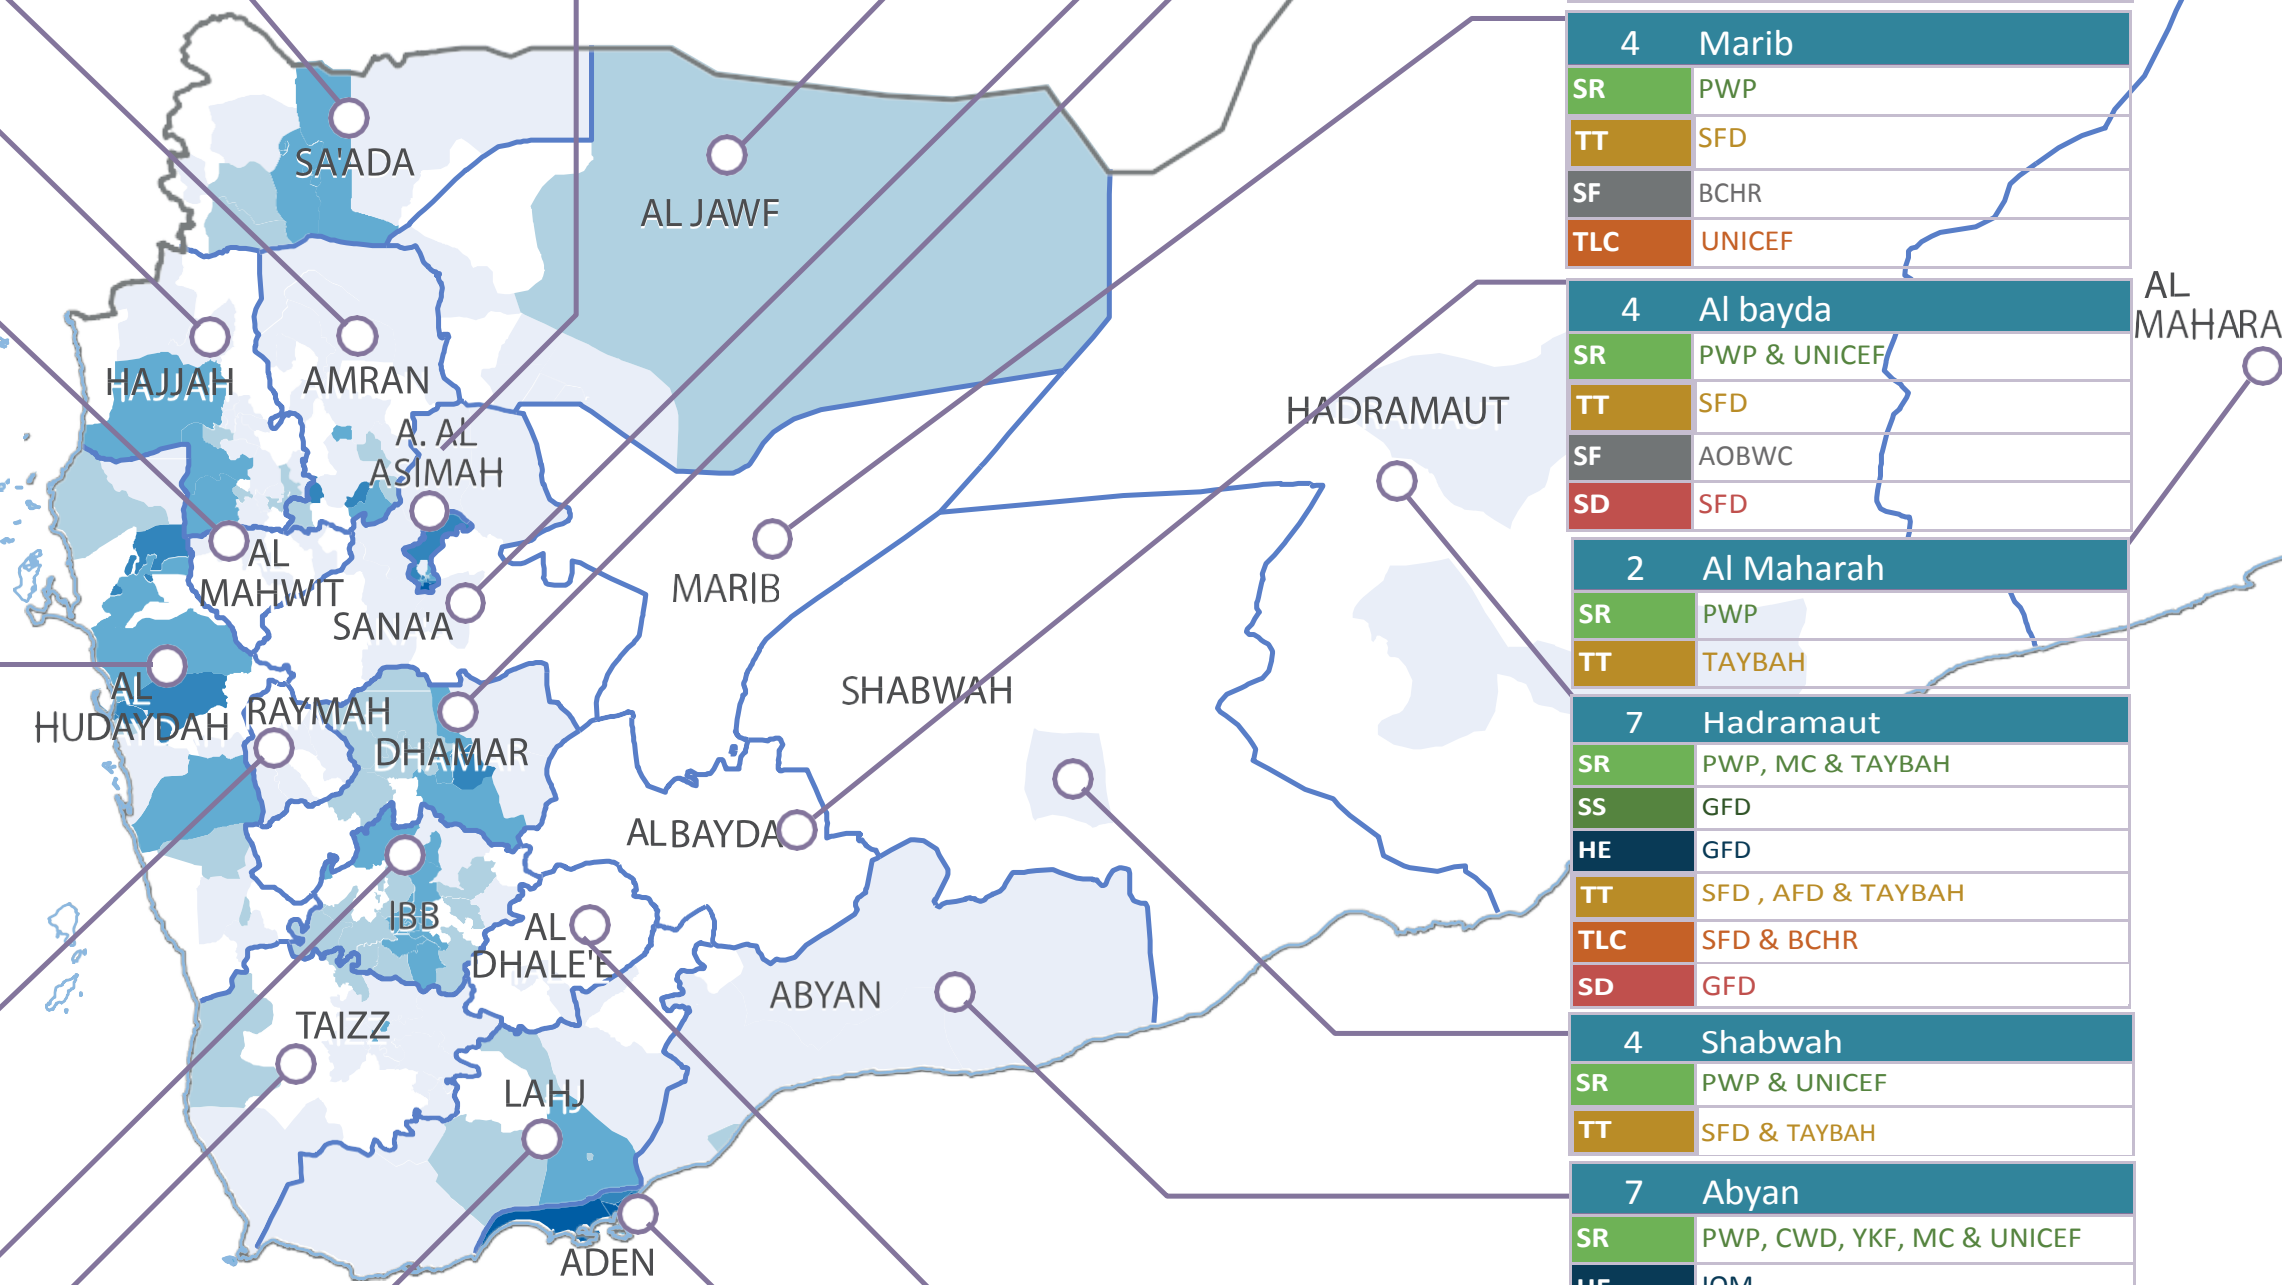 SA'ADA
AL JAWF
HAJJAH
AMRAN
A. AL
ASIMAH
AL
MAHWIT
SANA'A
MARIB
HADRAMAUT
AL
MAHARA
AL
HUDAYDAH
RAYMAH
DHAMAR
SHABWAH
ALBAYDA
IBB
AL
DHALE'E
ABYAN
TAIZZ
LAHJ
ADEN
4 Marib
SR PWP
TT SFD
SF BCHR
TLC UNICEF
4 Al bayda
SR PWP & UNICEF
TT SFD
SF AOBWC
SD SFD
2 Al Maharah
SR PWP
TT TAYBAH
7 Hadramaut
SR PWP, MC & TAYBAH
SS GFD
HE GFD
TT SFD , AFD & TAYBAH
TLC SFD & BCHR
SD GFD
4 Shabwah
SR PWP & UNICEF
TT SFD & TAYBAH
7 Abyan
SR PWP, CWD, YKF, MC & UNICEF
HE IOM